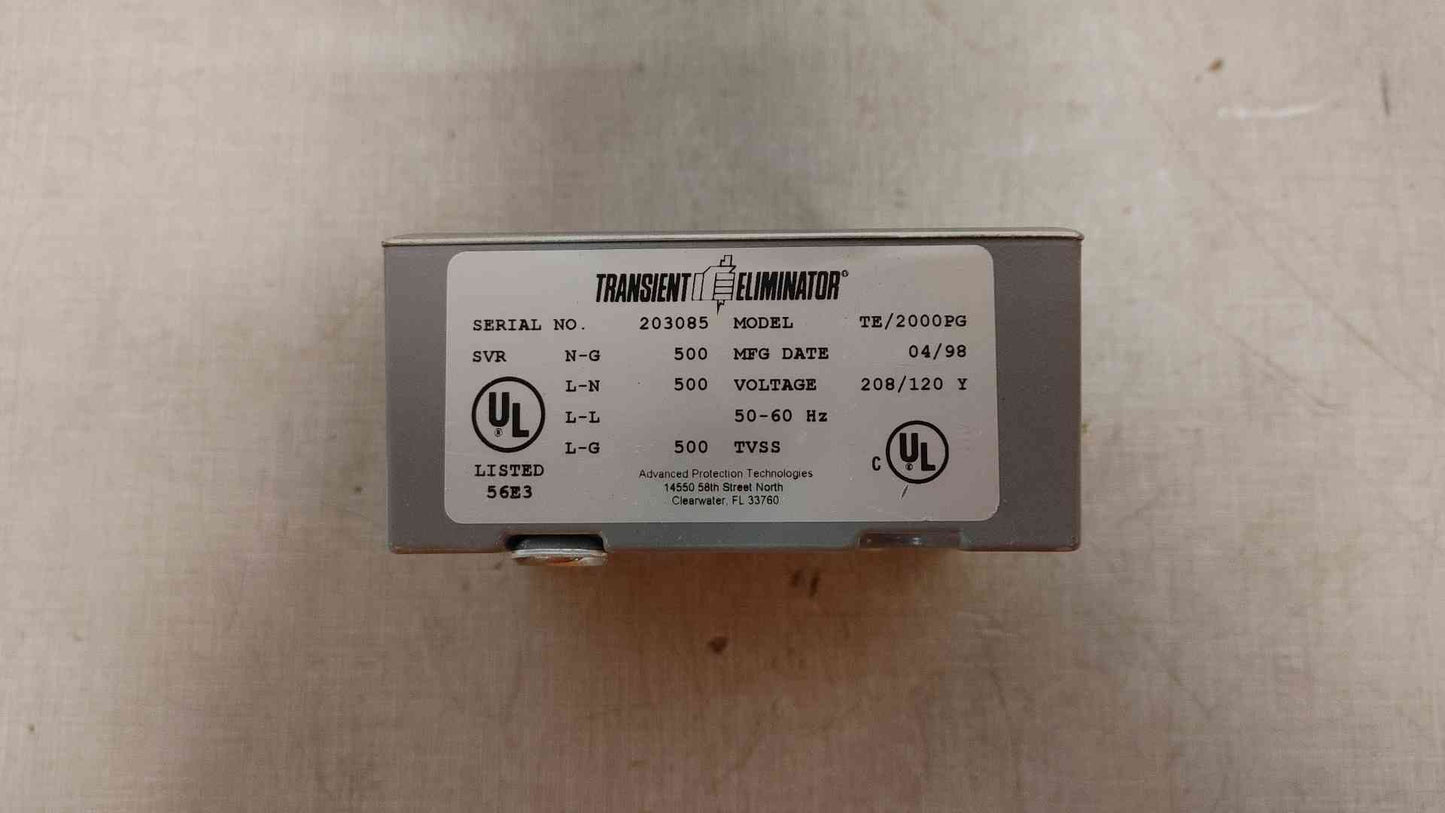 TRANSIENT ELIMINATOR®
SERIAL NO. 203085 MODEL TE/2000PG
SVR N-G 500 MFG DATE 04/98
L-N 500 VOLTAGE 208/120 Y
L-L 50-60 Hz
L-G 500 TVSS
UL ®
LISTED
56E3
C UL ®
Advanced Protection Technologies
14550 58th Street North
Clearwater, FL 33760